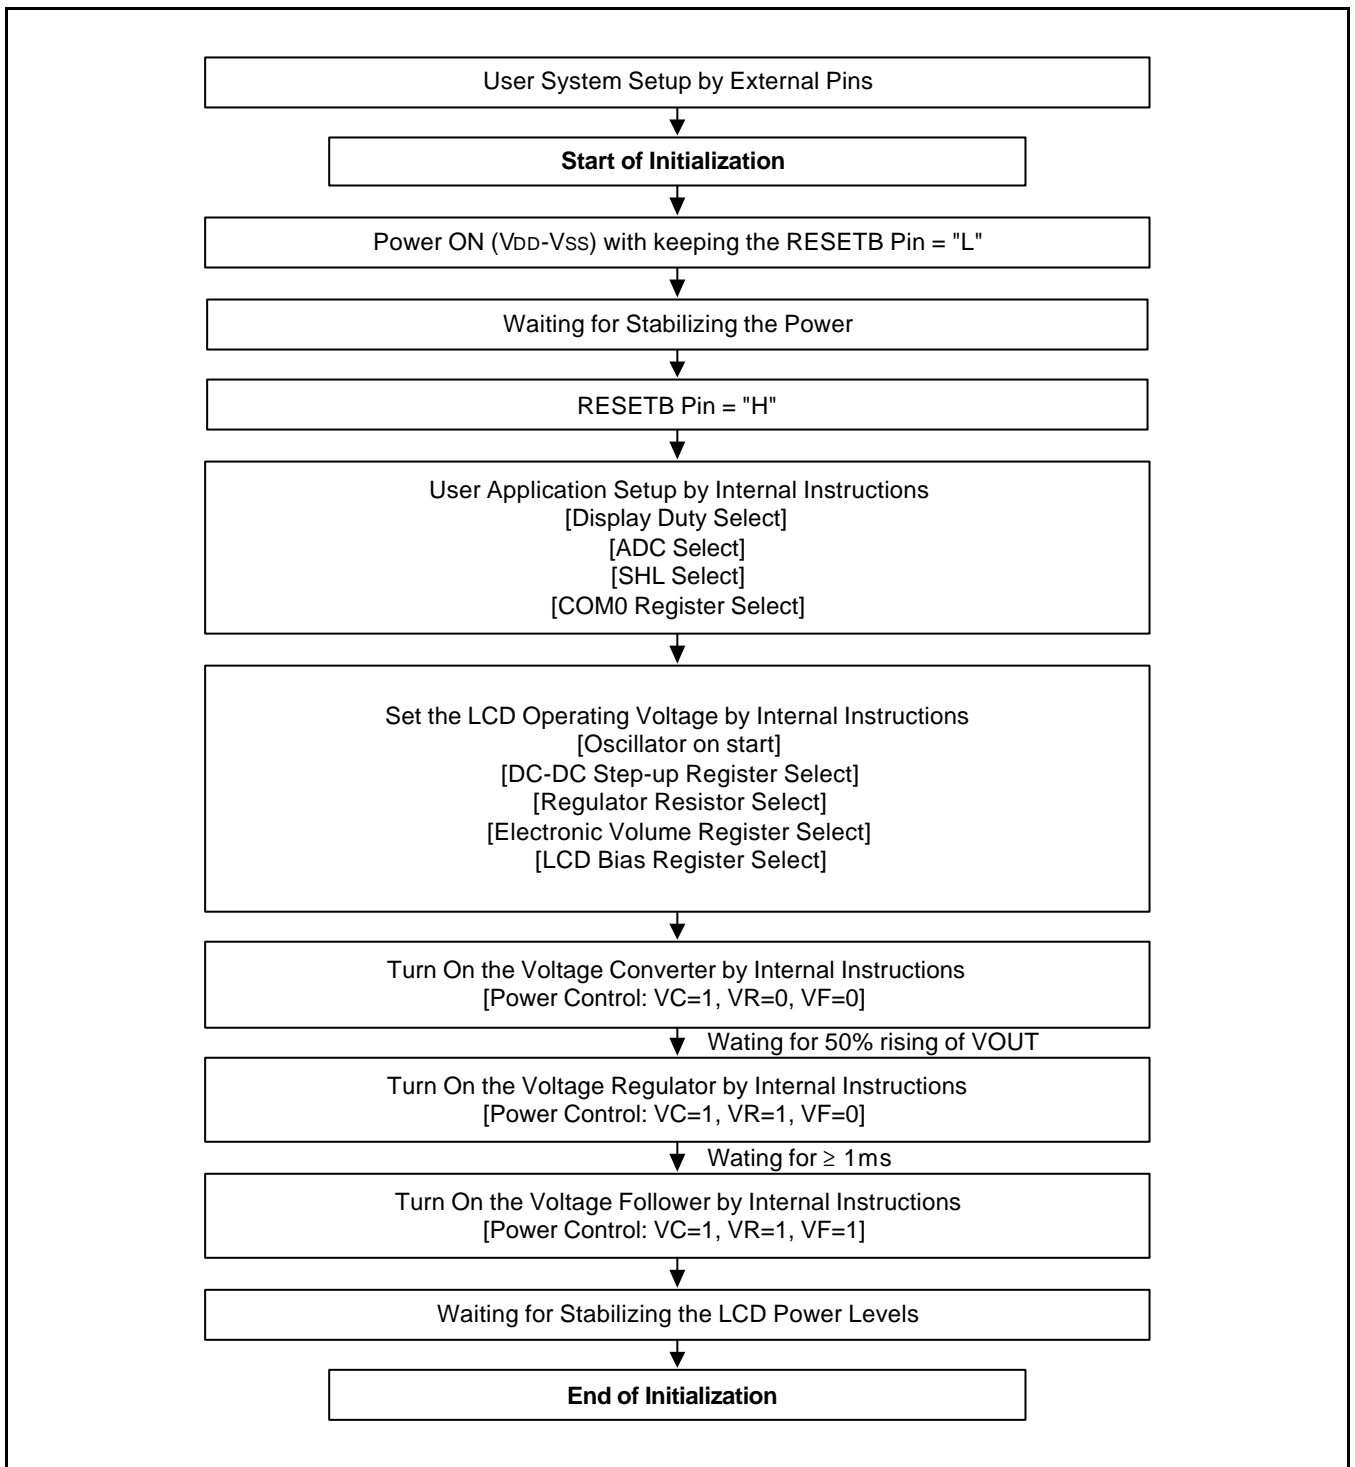 User System Setup by External Pins
Start of Initialization
Power ON (VDD-VSS) with keeping the RESETB Pin = "L"
Waiting for Stabilizing the Power
RESETB Pin = "H"
User Application Setup by Internal Instructions
[Display Duty Select]
[ADC Select]
[SHL Select]
[COM0 Register Select]
Set the LCD Operating Voltage by Internal Instructions
[Oscillator on start]
[DC-DC Step-up Register Select]
[Regulator Resistor Select]
[Electronic Volume Register Select]
[LCD Bias Register Select]
Turn On the Voltage Converter by Internal Instructions
[Power Control: VC=1, VR=0, VF=0]
Wating for 50% rising of VOUT
Turn On the Voltage Regulator by Internal Instructions
[Power Control: VC=1, VR=1, VF=0]
Wating for ≥ 1ms
Turn On the Voltage Follower by Internal Instructions
[Power Control: VC=1, VR=1, VF=1]
Waiting for Stabilizing the LCD Power Levels
End of Initialization